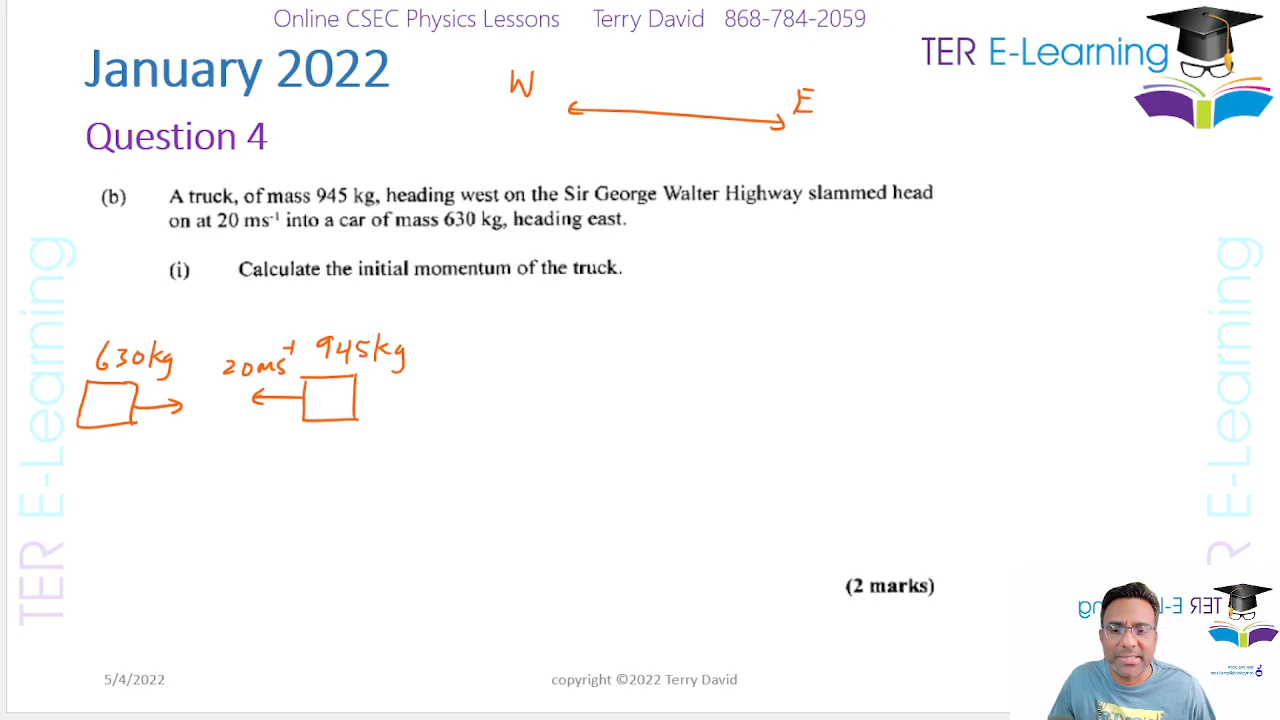 Online CSEC Physics Lessons Terry David 868-784-2059
TER E-Learning
January 2022
W
E
Question 4
(b) A truck, of mass 945 kg, heading west on the Sir George Walter Highway slammed head
on at 20 ms⁻¹ into a car of mass 630 kg, heading east.
(i) Calculate the initial momentum of the truck.
630kg 20ms⁻¹ 945kg
TER E-Learning
TER E-Learning
(2 marks)
TER E-L
ng
5/4/2022 copyright ©2022 Terry David